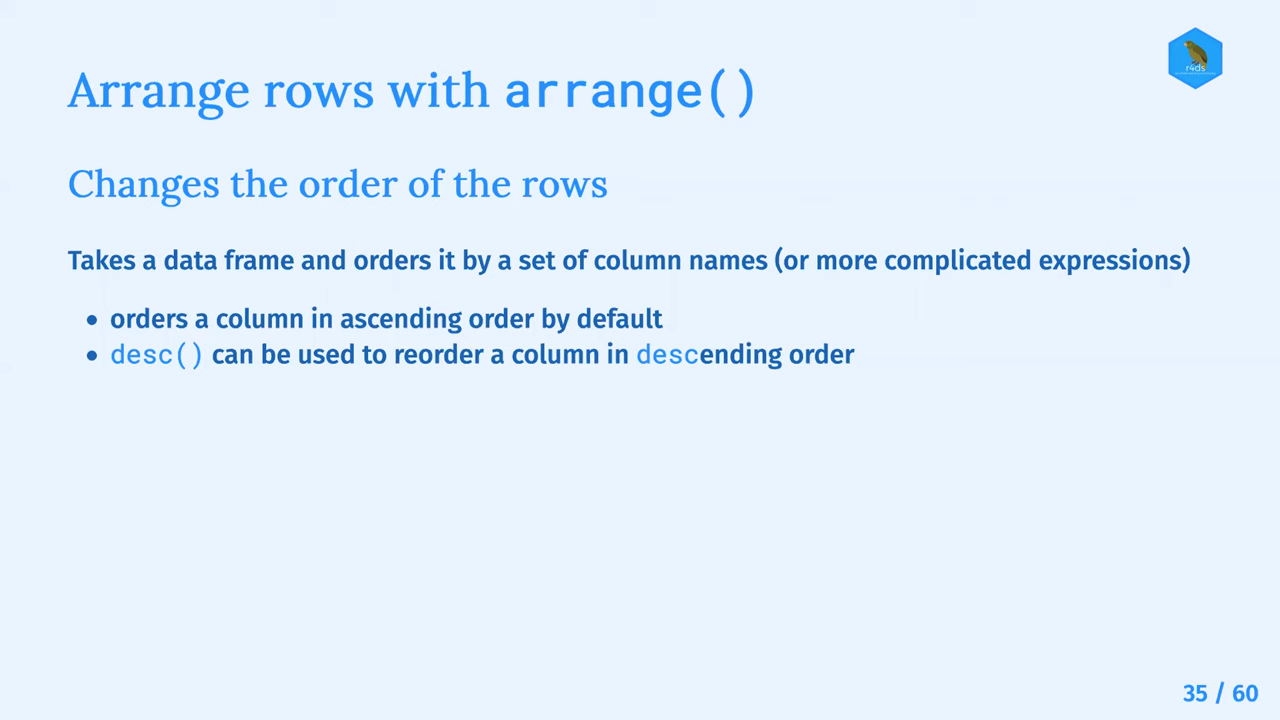 r4ds
Arrange rows with arrange()
Changes the order of the rows
Takes a data frame and orders it by a set of column names (or more complicated expressions)
• orders a column in ascending order by default
• desc() can be used to reorder a column in descending order
35 / 60